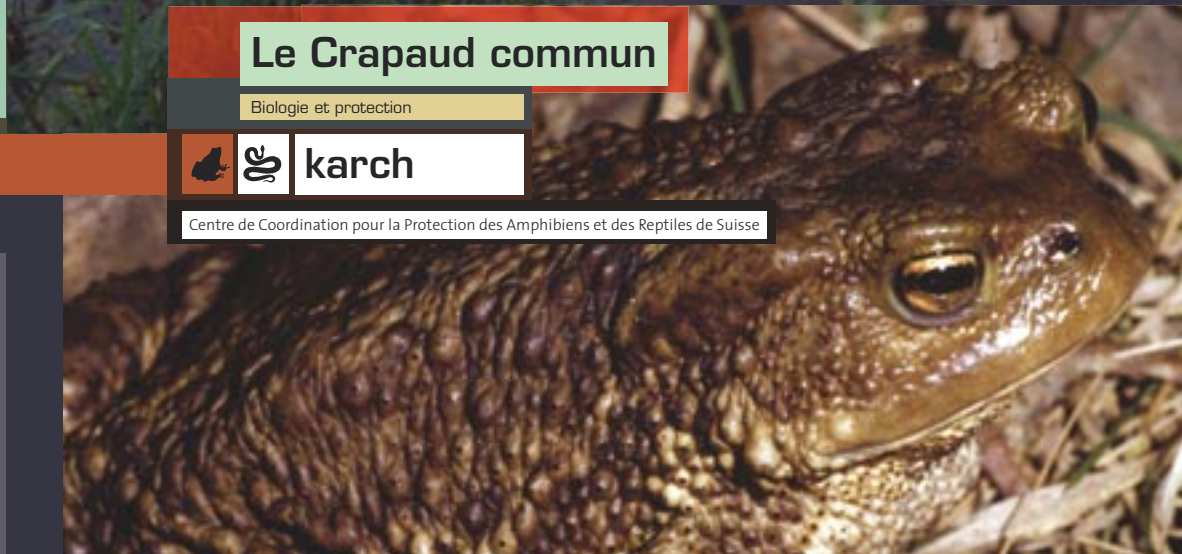 Le Crapaud commun
Biologie et protection
karch
Centre de Coordination pour la Protection des Amphibiens et des Reptiles de Suisse